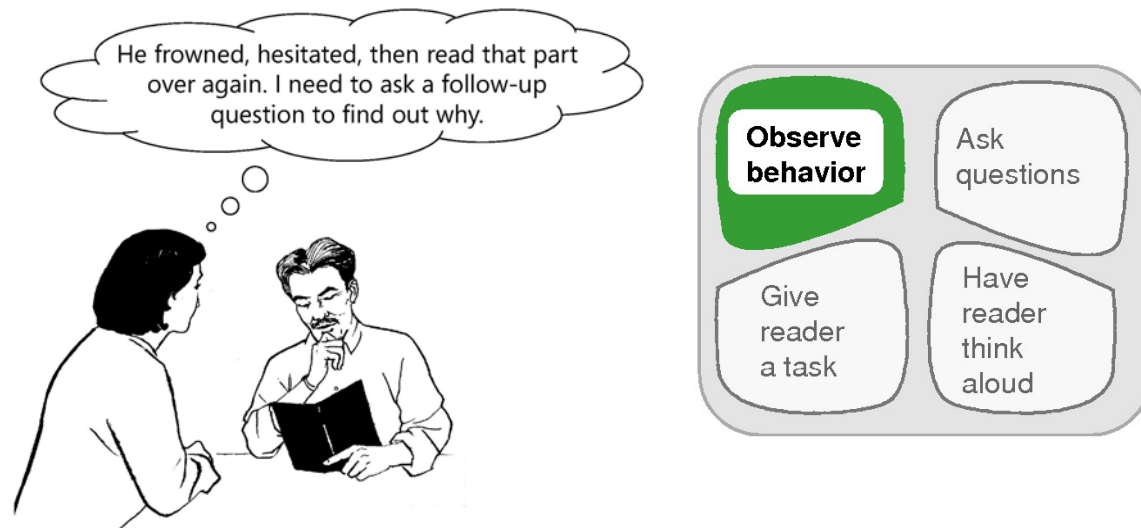 He frowned, hesitated, then read that part
over again. I need to ask a follow-up
question to find out why.
Observe
behavior
Ask
questions
Give
reader
a task
Have
reader
think
aloud